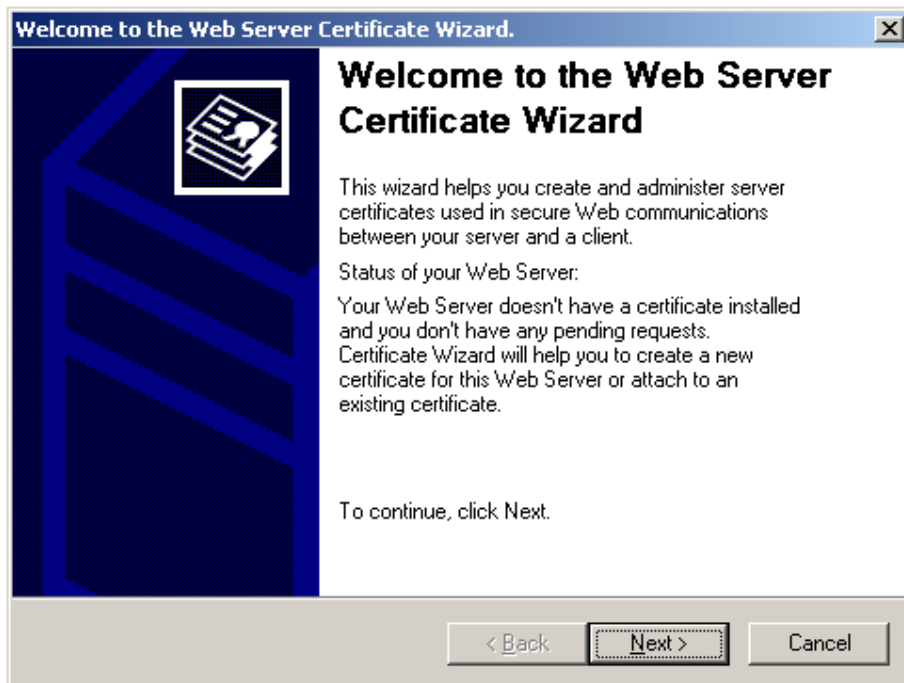 Welcome to the Web Server Certificate Wizard.
Welcome to the Web Server
Certificate Wizard
This wizard helps you create and administer server
certificates used in secure Web communications
between your server and a client.
Status of your Web Server:
Your Web Server doesn't have a certificate installed
and you don't have any pending requests.
Certificate Wizard will help you to create a new
certificate for this Web Server or attach to an
existing certificate.
To continue, click Next.
< Back
Next >
Cancel